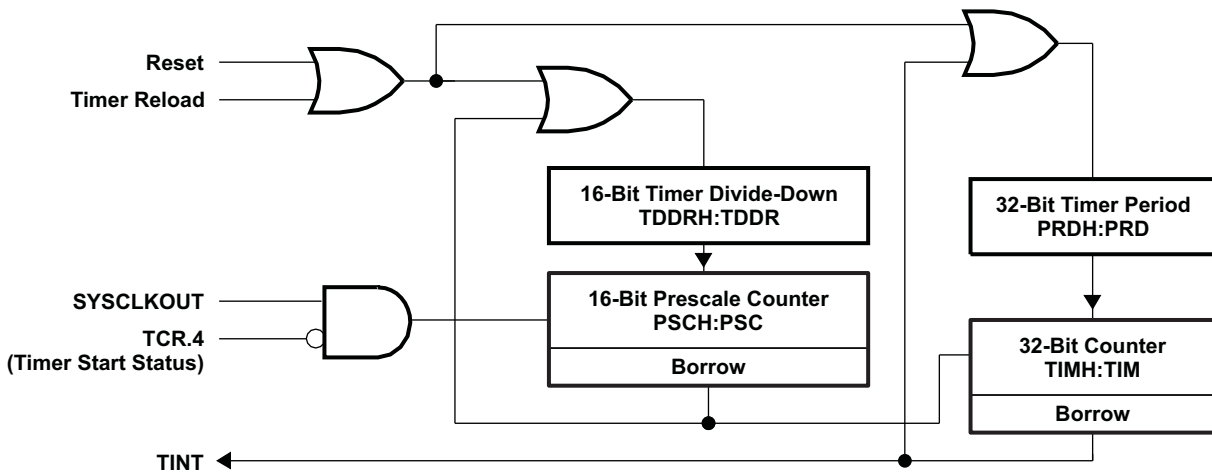 Reset
Timer Reload
16-Bit Timer Divide-Down
TDDRH:TDDR
32-Bit Timer Period
PRDH:PRD
SYSCLKOUT
TCR.4
(Timer Start Status)
16-Bit Prescale Counter
PSCH:PSC
Borrow
32-Bit Counter
TIMH:TIM
Borrow
TINT